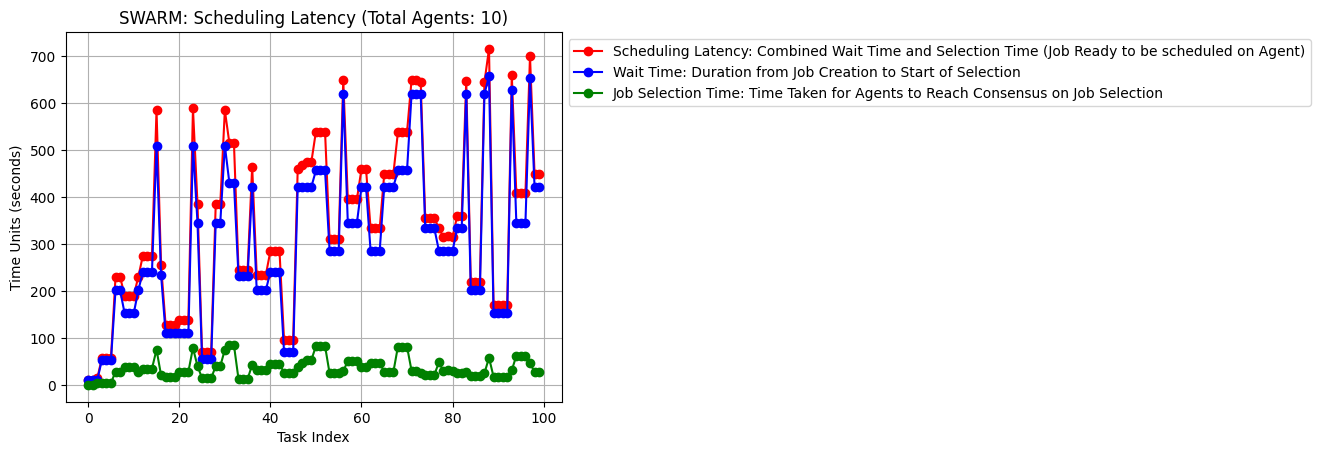 SWARM: Scheduling Latency (Total Agents: 10)
Scheduling Latency: Combined Wait Time and Selection Time (Job Ready to be scheduled on Agent)
Wait Time: Duration from Job Creation to Start of Selection
Job Selection Time: Time Taken for Agents to Reach Consensus on Job Selection
Time Units (seconds)
700
600
500
400
300
200
100
0
0 20 40 60 80 100
Task Index